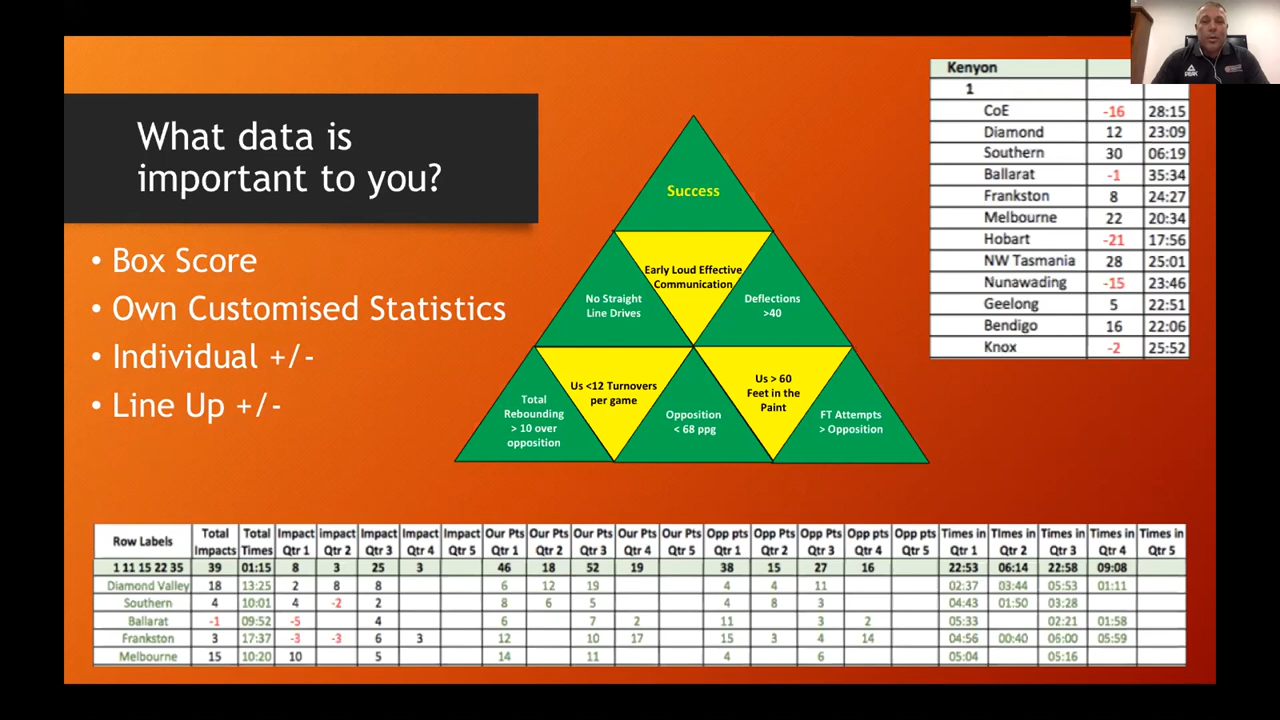 What data is
important to you?
• Box Score
• Own Customised Statistics
• Individual +/-
• Line Up +/-
Success
Early Loud Effective
Communication
No Straight
Line Drives
Deflections
>40
Us <12 Turnovers
per game
Us > 60
Feet in the
Paint
Total
Rebounding
> 10 over
opposition
Opposition
< 68 ppg
FT Attempts
> Opposition
Kenyon
1
CoE -16 28:15
Diamond 12 23:09
Southern 30 06:19
Ballarat -1 35:34
Frankston 8 24:27
Melbourne 22 20:34
Hobart -21 17:56
NW Tasmania 28 25:01
Nunawading -15 23:46
Geelong 5 22:51
Bendigo 16 22:06
Knox -2 25:52
PEAK
Row Labels Total Impacts Total Times Impact Qtr 1 impact Qtr 2 Impact Qtr 3 Impact Qtr 4 Impact Qtr 5 Our Pts Qtr 1 Our Pts Qtr 2 Our Pts Qtr 3 Our Pts Qtr 4 Our Pts Qtr 5 Opp pts Qtr 1 Opp Pts Qtr 2 Opp Pts Qtr 3 Opp pts Qtr 4 Opp pts Qtr 5 Times in Qtr 1 TImes in Qtr 2 Times in Qtr 3 TImes in Qtr 4 Times in Qtr 5
1 11 15 22 35 39 01:15 8 3 25 3 46 18 52 19 38 15 27 16 22:53 06:14 22:58 09:08
Diamond Valley 18 13:25 2 8 8 6 12 19 4 4 11 02:37 03:44 05:53 01:11
Southern 4 10:01 4 -2 2 8 6 5 4 8 3 04:43 01:50 03:28
Ballarat -1 09:52 -5 4 6 7 2 11 3 2 05:33 02:21 01:58
Frankston 3 17:37 -3 -3 6 3 12 10 17 15 3 4 14 04:56 00:40 06:00 05:59
Melbourne 15 10:20 10 5 14 11 4 6 05:04 05:16